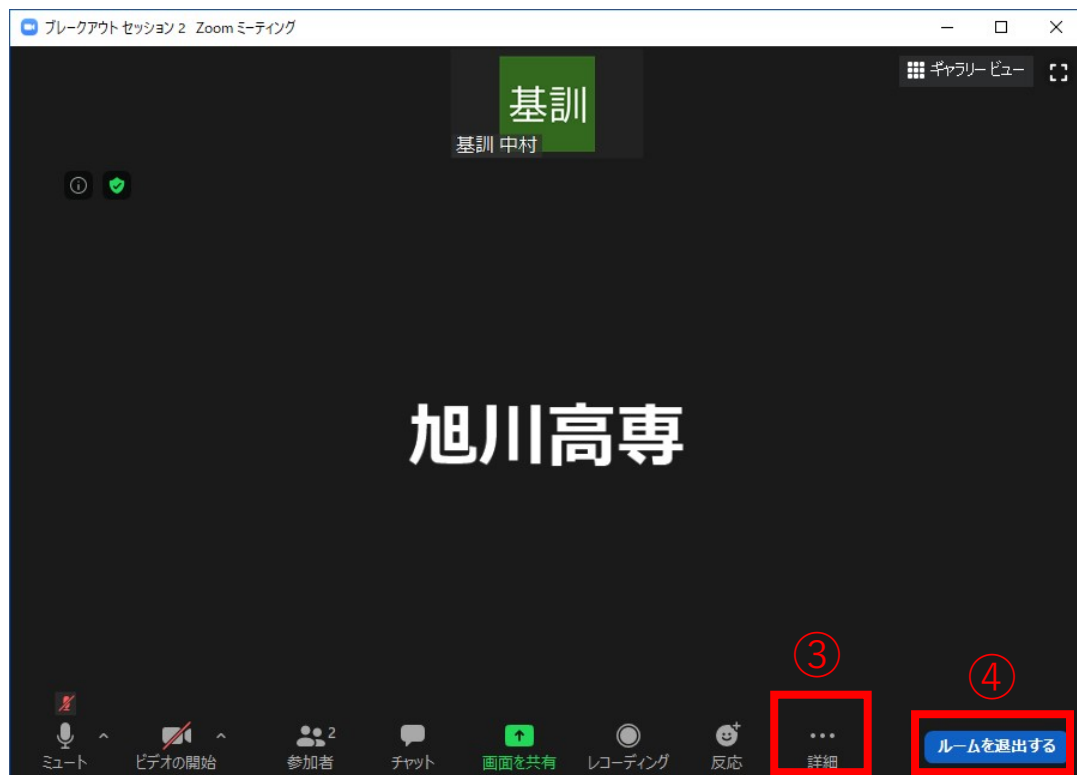 ブレークアウト セッション 2 Zoom ミーティング
ギャラリー ビュー
基訓
基訓 中村
旭川高専
③
④
2
ミュート
ビデオの開始
参加者
チャット
画面を共有
レコーディング
反応
詳細
ルームを退出する